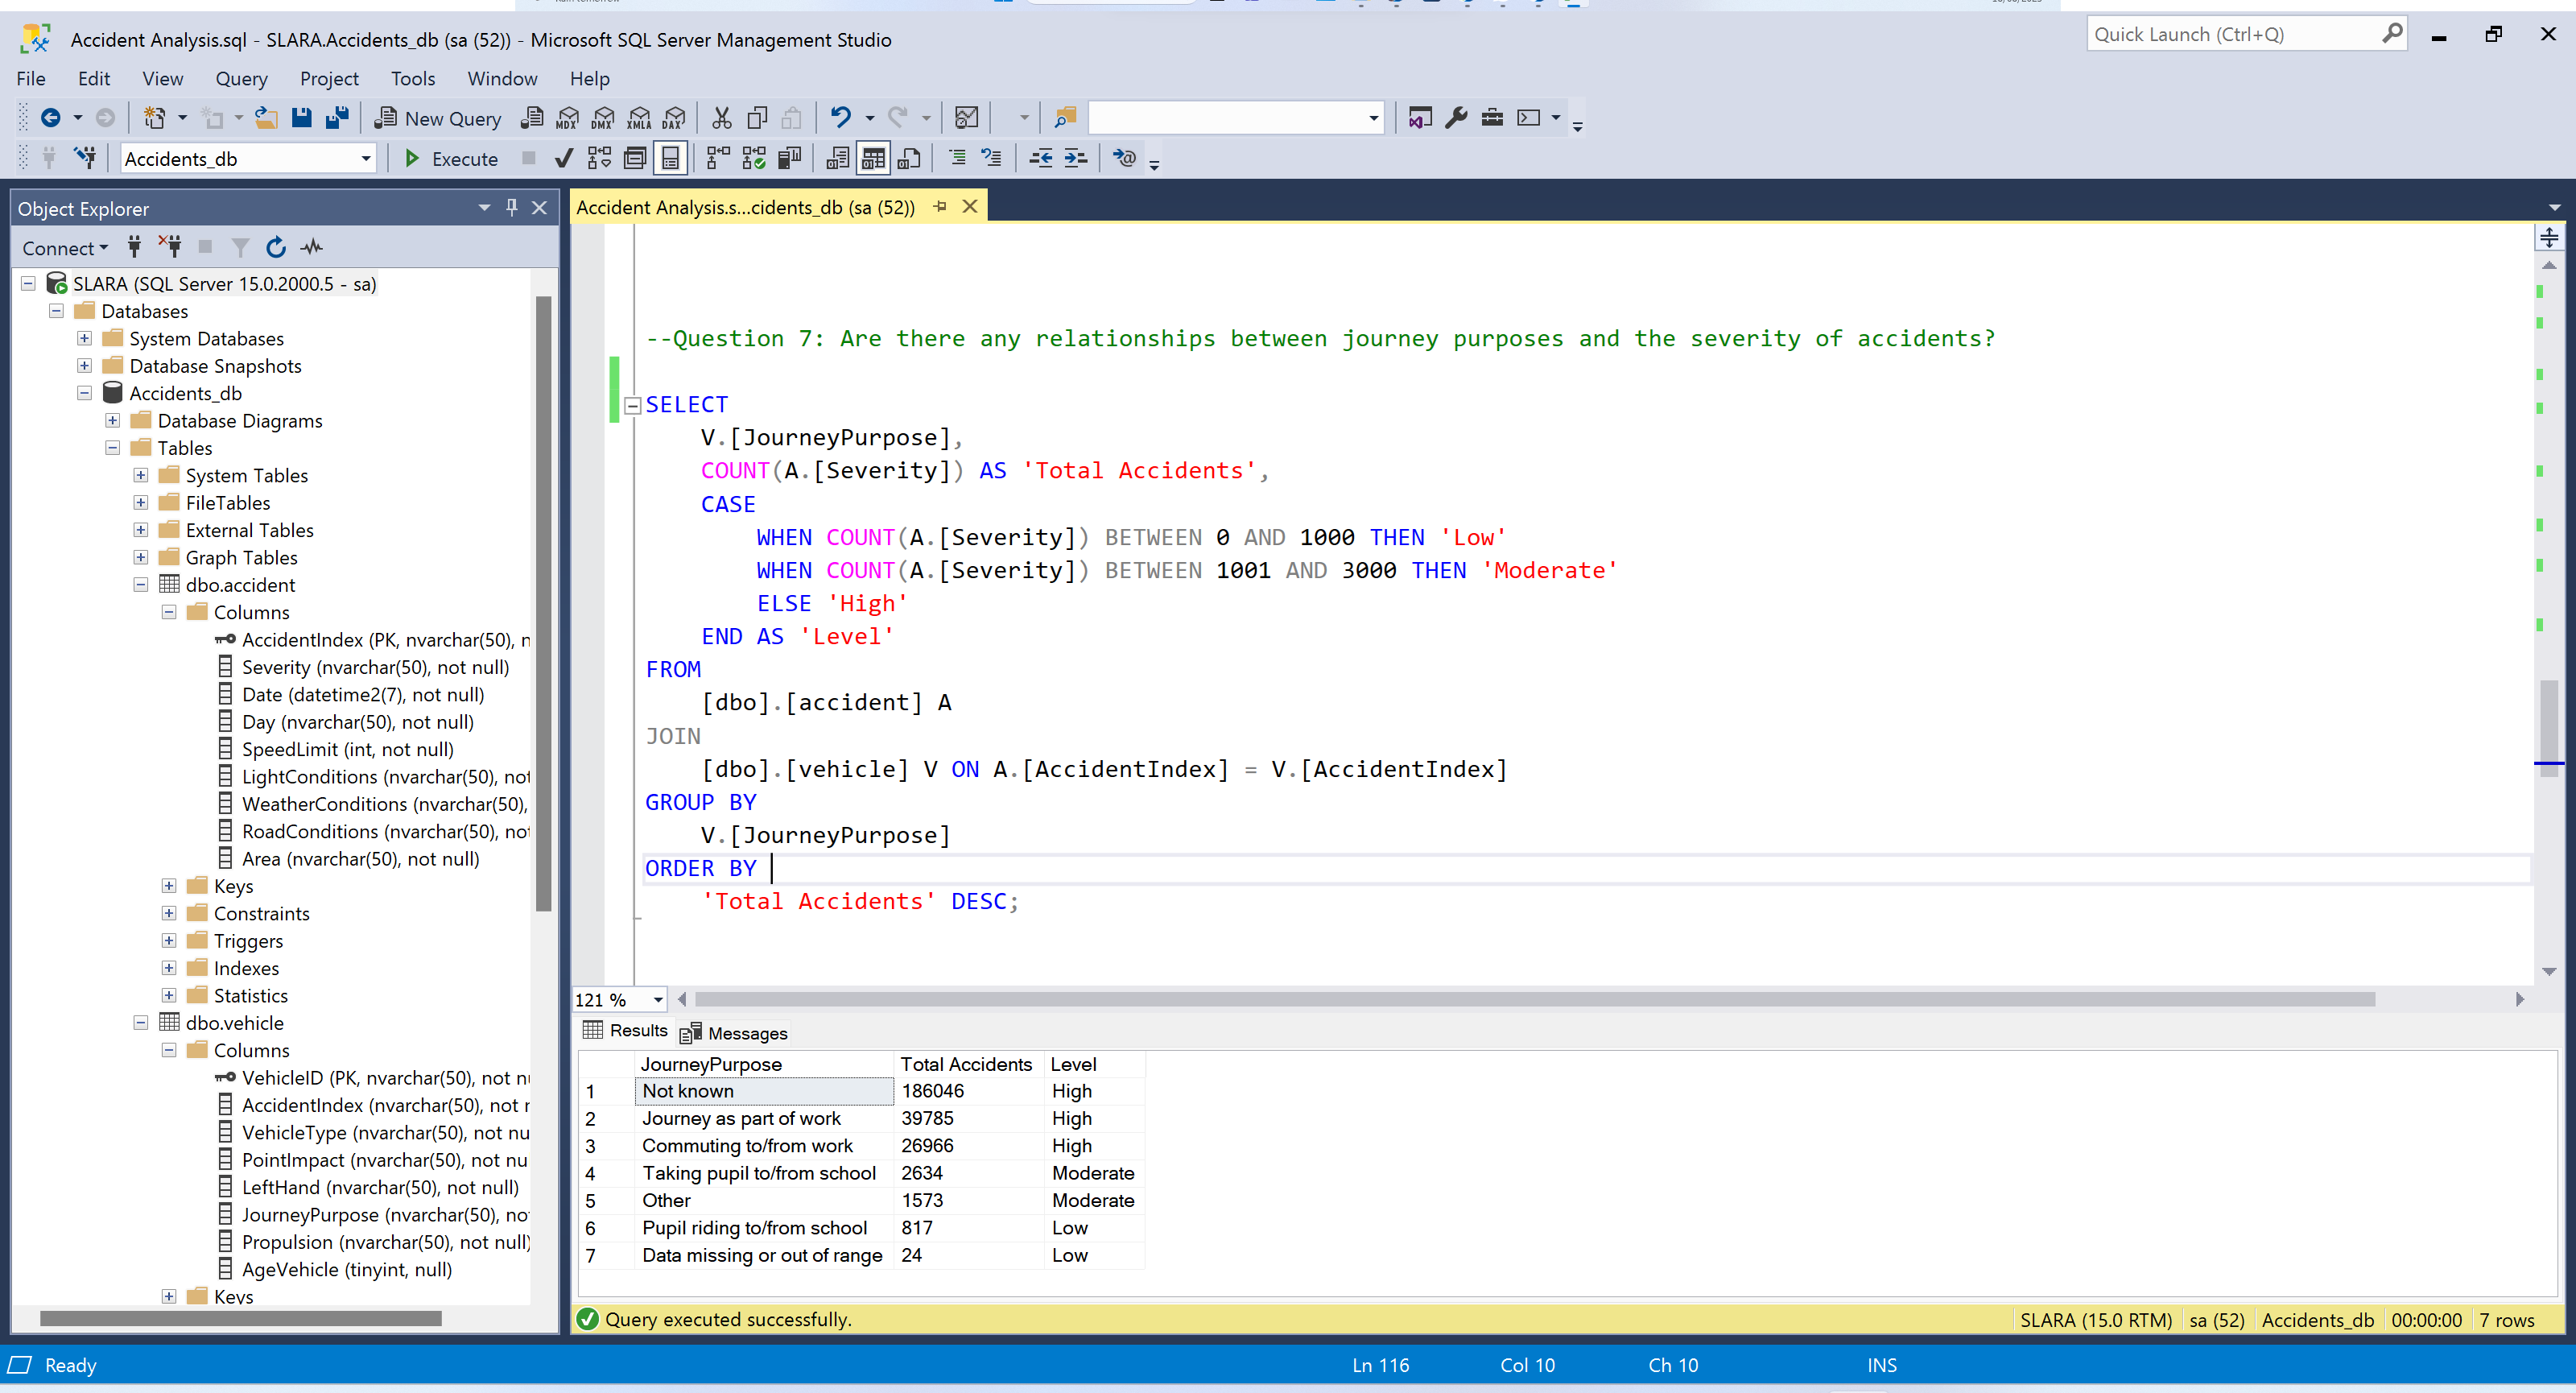 Accident Analysis.sql - SLARA.Accidents_db (sa (52)) - Microsoft SQL Server Management Studio
Quick Launch (Ctrl+Q)
File Edit View Query Project Tools Window Help
New Query MDX DMX XMLA DAX
Accidents_db Execute
Object Explorer
Connect
SLARA (SQL Server 15.0.2000.5 - sa)
Databases
System Databases
Database Snapshots
Accidents_db
Database Diagrams
Tables
System Tables
FileTables
External Tables
Graph Tables
dbo.accident
Columns
AccidentIndex (PK, nvarchar(50), n
Severity (nvarchar(50), not null)
Date (datetime2(7), not null)
Day (nvarchar(50), not null)
SpeedLimit (int, not null)
LightConditions (nvarchar(50), not
WeatherConditions (nvarchar(50),
RoadConditions (nvarchar(50), not
Area (nvarchar(50), not null)
Keys
Constraints
Triggers
Indexes
Statistics
dbo.vehicle
Columns
VehicleID (PK, nvarchar(50), not nu
AccidentIndex (nvarchar(50), not n
VehicleType (nvarchar(50), not nu
PointImpact (nvarchar(50), not nu
LeftHand (nvarchar(50), not null)
JourneyPurpose (nvarchar(50), no
Propulsion (nvarchar(50), not null)
AgeVehicle (tinyint, null)
Keys
Accident Analysis.s...cidents_db (sa (52))
--Question 7: Are there any relationships between journey purposes and the severity of accidents?
SELECT
V.[JourneyPurpose],
COUNT(A.[Severity]) AS 'Total Accidents',
CASE
WHEN COUNT(A.[Severity]) BETWEEN 0 AND 1000 THEN 'Low'
WHEN COUNT(A.[Severity]) BETWEEN 1001 AND 3000 THEN 'Moderate'
ELSE 'High'
END AS 'Level'
FROM
[dbo].[accident] A
JOIN
[dbo].[vehicle] V ON A.[AccidentIndex] = V.[AccidentIndex]
GROUP BY
V.[JourneyPurpose]
ORDER BY
'Total Accidents' DESC;
121 %
Results Messages
JourneyPurpose Total Accidents Level
1 Not known 186046 High
2 Journey as part of work 39785 High
3 Commuting to/from work 26966 High
4 Taking pupil to/from school 2634 Moderate
5 Other 1573 Moderate
6 Pupil riding to/from school 817 Low
7 Data missing or out of range 24 Low
Query executed successfully. SLARA (15.0 RTM) sa (52) Accidents_db 00:00:00 7 rows
Ready Ln 116 Col 10 Ch 10 INS